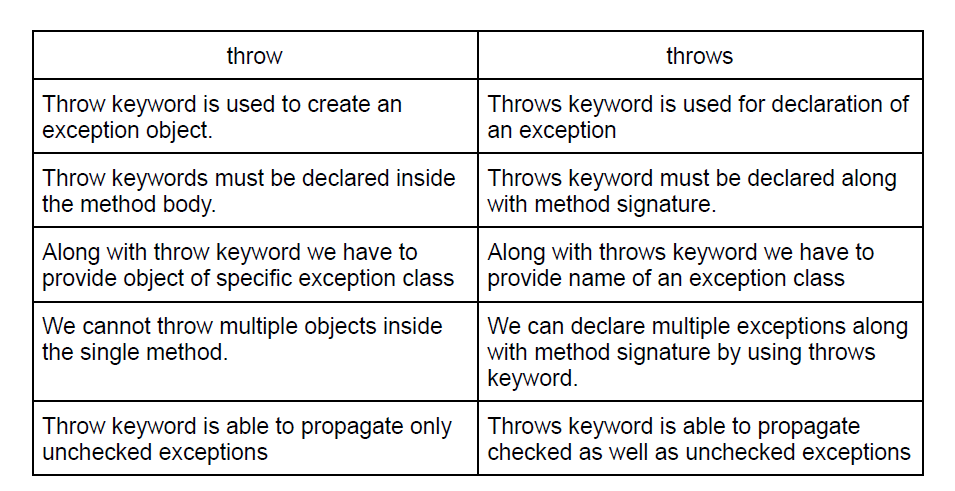 throw
throws
Throw keyword is used to create an
exception object.
Throws keyword is used for declaration of
an exception
Throw keywords must be declared inside
the method body.
Throws keyword must be declared along
with method signature.
Along with throw keyword we have to
provide object of specific exception class
Along with throws keyword we have to
provide name of an exception class
We cannot throw multiple objects inside
the single method.
We can declare multiple exceptions along
with method signature by using throws
keyword.
Throw keyword is able to propagate only
unchecked exceptions
Throws keyword is able to propagate
checked as well as unchecked exceptions